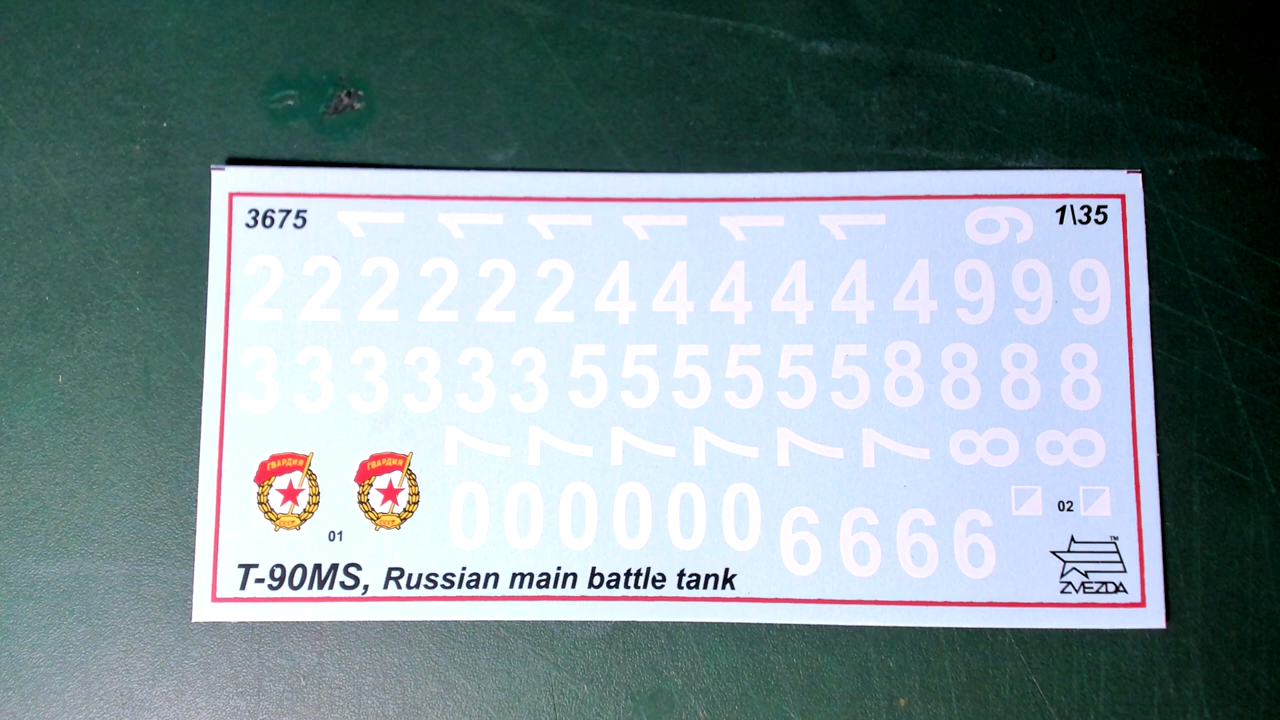 3675 1 1 1 1 1 1 9 1\35
2 2 2 2 2 2 4 4 4 4 4 4 9 9 9
3 3 3 3 3 3 5 5 5 5 5 5 8 8 8 8
7 7 7 7 7 7 8 8
ГВАРДИЯ ГВАРДИЯ
СССР СССР
0 0 0 0 0 0 6 6 6 6
01 02
T-90MS, Russian main battle tank
ZVEZDA TM